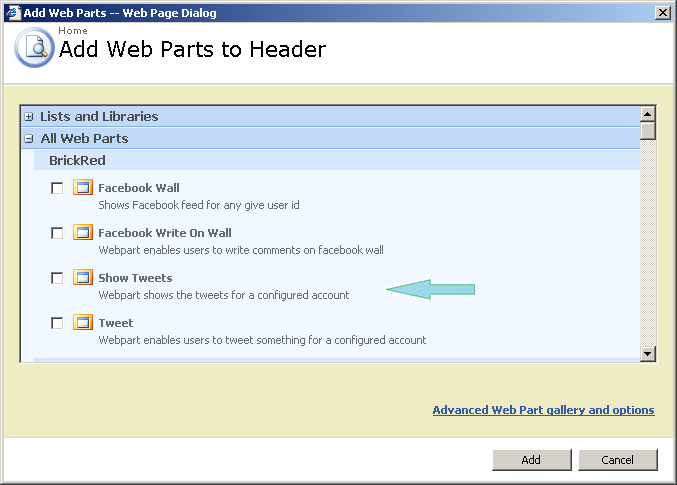 Add Web Parts -- Web Page Dialog
Home
Add Web Parts to Header
Lists and Libraries
All Web Parts
BrickRed
Facebook Wall
Shows Facebook feed for any give user id
Facebook Write On Wall
Webpart enables users to write comments on facebook wall
Show Tweets
Webpart shows the tweets for a configured account
Tweet
Webpart enables users to tweet something for a configured account
Advanced Web Part gallery and options
Add Cancel